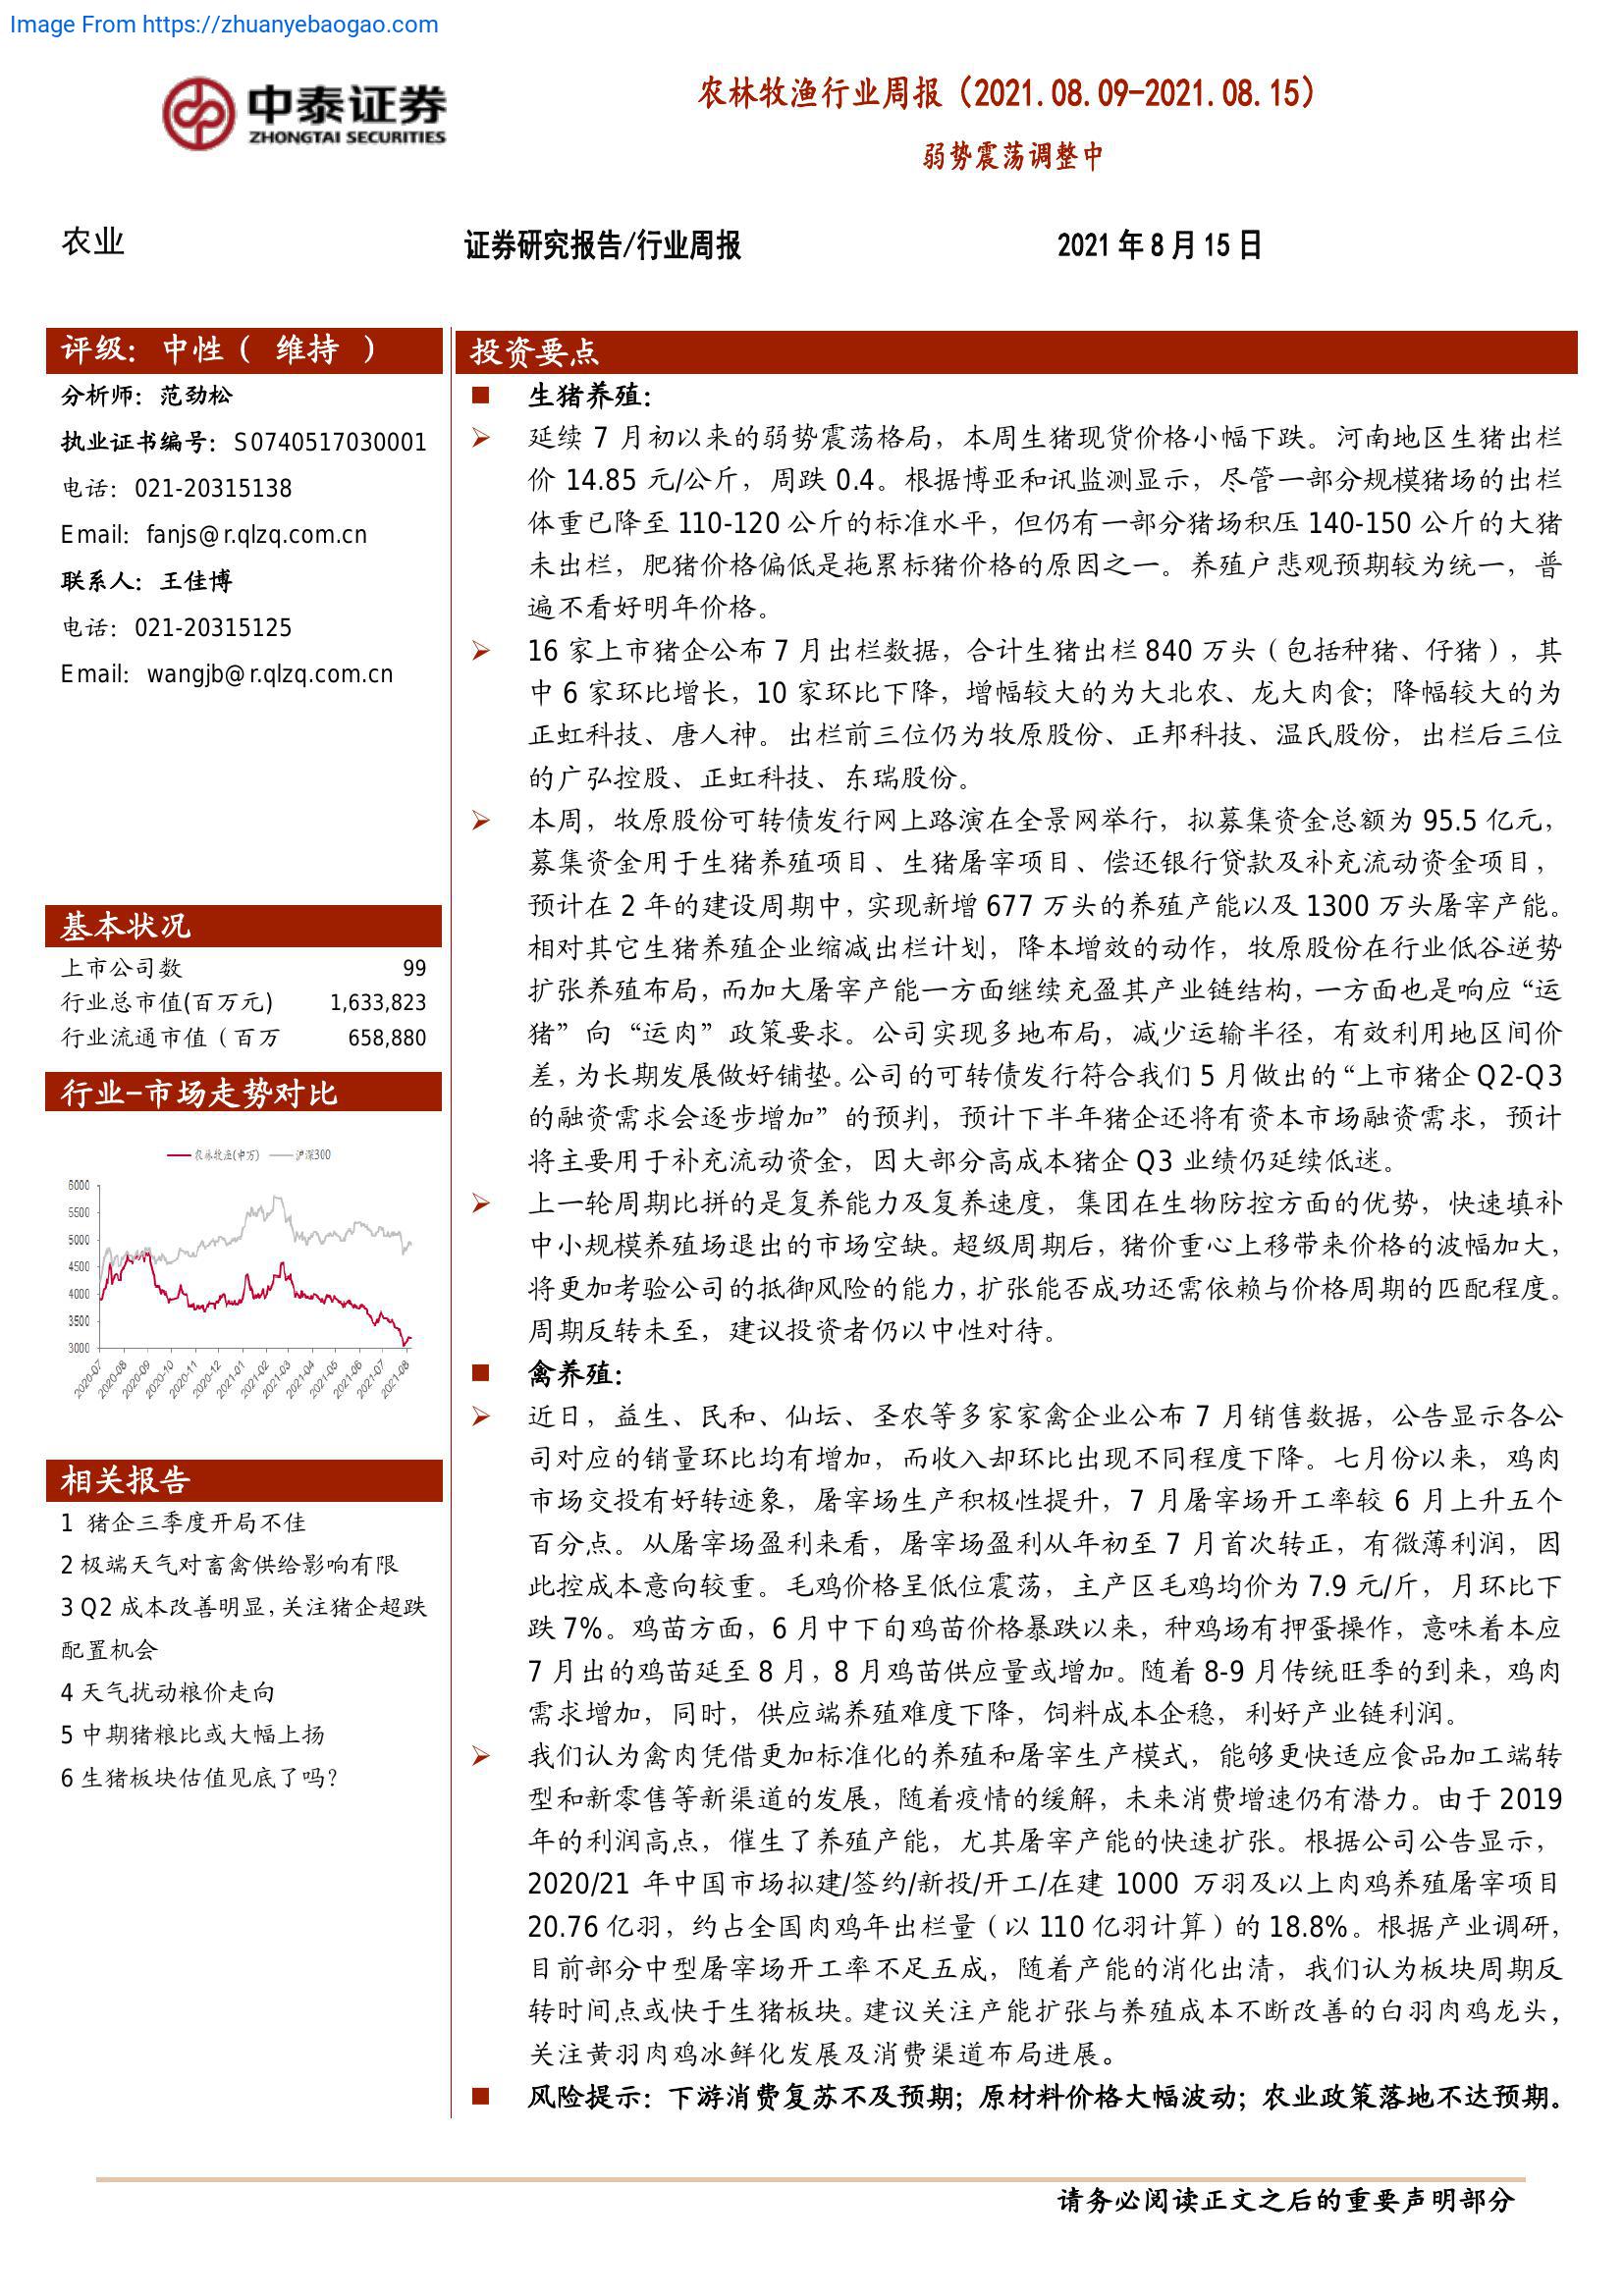 Image From https://zhuanyebaogao.com
中泰证券
ZHONGTAI SECURITIES
农林牧渔行业周报（2021.08.09-2021.08.15）
弱势震荡调整中
农业
证券研究报告/行业周报
2021 年 8 月 15 日
评级：中性（ 维持 ）
分析师：范劲松
执业证书编号：S0740517030001
电话：021-20315138
Email：fanjs@r.qlzq.com.cn
联系人：王佳博
电话：021-20315125
Email：wangjb@r.qlzq.com.cn
基本状况
上市公司数 99
行业总市值(百万元) 1,633,823
行业流通市值（百万 658,880
行业-市场走势对比
农林牧渔(申万) 沪深300
6000
5500
5000
4500
4000
3500
3000
2020-07 2020-08 2020-09 2020-10 2020-11 2020-12 2021-01 2021-02 2021-03 2021-04 2021-05 2021-06 2021-07 2021-08
相关报告
1 猪企三季度开局不佳
2 极端天气对畜禽供给影响有限
3 Q2 成本改善明显，关注猪企超跌
配置机会
4 天气扰动粮价走向
5 中期猪粮比或大幅上扬
6 生猪板块估值见底了吗？
投资要点
生猪养殖：
延续 7 月初以来的弱势震荡格局，本周生猪现货价格小幅下跌。河南地区生猪出栏
价 14.85 元/公斤，周跌 0.4。根据博亚和讯监测显示，尽管一部分规模猪场的出栏
体重已降至 110-120 公斤的标准水平，但仍有一部分猪场积压 140-150 公斤的大猪
未出栏，肥猪价格偏低是拖累标猪价格的原因之一。养殖户悲观预期较为统一，普
遍不看好明年价格。
16 家上市猪企公布 7 月出栏数据，合计生猪出栏 840 万头（包括种猪、仔猪），其
中 6 家环比增长，10 家环比下降，增幅较大的为大北农、龙大肉食；降幅较大的为
正虹科技、唐人神。出栏前三位仍为牧原股份、正邦科技、温氏股份，出栏后三位
的广弘控股、正虹科技、东瑞股份。
本周，牧原股份可转债发行网上路演在全景网举行，拟募集资金总额为 95.5 亿元，
募集资金用于生猪养殖项目、生猪屠宰项目、偿还银行贷款及补充流动资金项目，
预计在 2 年的建设周期中，实现新增 677 万头的养殖产能以及 1300 万头屠宰产能。
相对其它生猪养殖企业缩减出栏计划，降本增效的动作，牧原股份在行业低谷逆势
扩张养殖布局，而加大屠宰产能一方面继续充盈其产业链结构，一方面也是响应“运
猪”向“运肉”政策要求。公司实现多地布局，减少运输半径，有效利用地区间价
差，为长期发展做好铺垫。公司的可转债发行符合我们 5 月做出的“上市猪企 Q2-Q3
的融资需求会逐步增加”的预判，预计下半年猪企还将有资本市场融资需求，预计
将主要用于补充流动资金，因大部分高成本猪企 Q3 业绩仍延续低迷。
上一轮周期比拼的是复养能力及复养速度，集团在生物防控方面的优势，快速填补
中小规模养殖场退出的市场空缺。超级周期后，猪价重心上移带来价格的波幅加大，
将更加考验公司的抵御风险的能力，扩张能否成功还需依赖与价格周期的匹配程度。
周期反转未至，建议投资者仍以中性对待。
禽养殖：
近日，益生、民和、仙坛、圣农等多家家禽企业公布 7 月销售数据，公告显示各公
司对应的销量环比均有增加，而收入却环比出现不同程度下降。七月份以来，鸡肉
市场交投有好转迹象，屠宰场生产积极性提升，7 月屠宰场开工率较 6 月上升五个
百分点。从屠宰场盈利来看，屠宰场盈利从年初至 7 月首次转正，有微薄利润，因
此控成本意向较重。毛鸡价格呈低位震荡，主产区毛鸡均价为 7.9 元/斤，月环比下
跌 7%。鸡苗方面，6 月中下旬鸡苗价格暴跌以来，种鸡场有押蛋操作，意味着本应
7 月出的鸡苗延至 8 月，8 月鸡苗供应量或增加。随着 8-9 月传统旺季的到来，鸡肉
需求增加，同时，供应端养殖难度下降，饲料成本企稳，利好产业链利润。
我们认为禽肉凭借更加标准化的养殖和屠宰生产模式，能够更快适应食品加工端转
型和新零售等新渠道的发展，随着疫情的缓解，未来消费增速仍有潜力。由于 2019
年的利润高点，催生了养殖产能，尤其屠宰产能的快速扩张。根据公司公告显示，
2020/21 年中国市场拟建/签约/新投/开工/在建 1000 万羽及以上肉鸡养殖屠宰项目
20.76 亿羽，约占全国肉鸡年出栏量（以 110 亿羽计算）的 18.8%。根据产业调研，
目前部分中型屠宰场开工率不足五成，随着产能的消化出清，我们认为板块周期反
转时间点或快于生猪板块。建议关注产能扩张与养殖成本不断改善的白羽肉鸡龙头，
关注黄羽肉鸡冰鲜化发展及消费渠道布局进展。
风险提示：下游消费复苏不及预期；原材料价格大幅波动；农业政策落地不达预期。
请务必阅读正文之后的重要声明部分